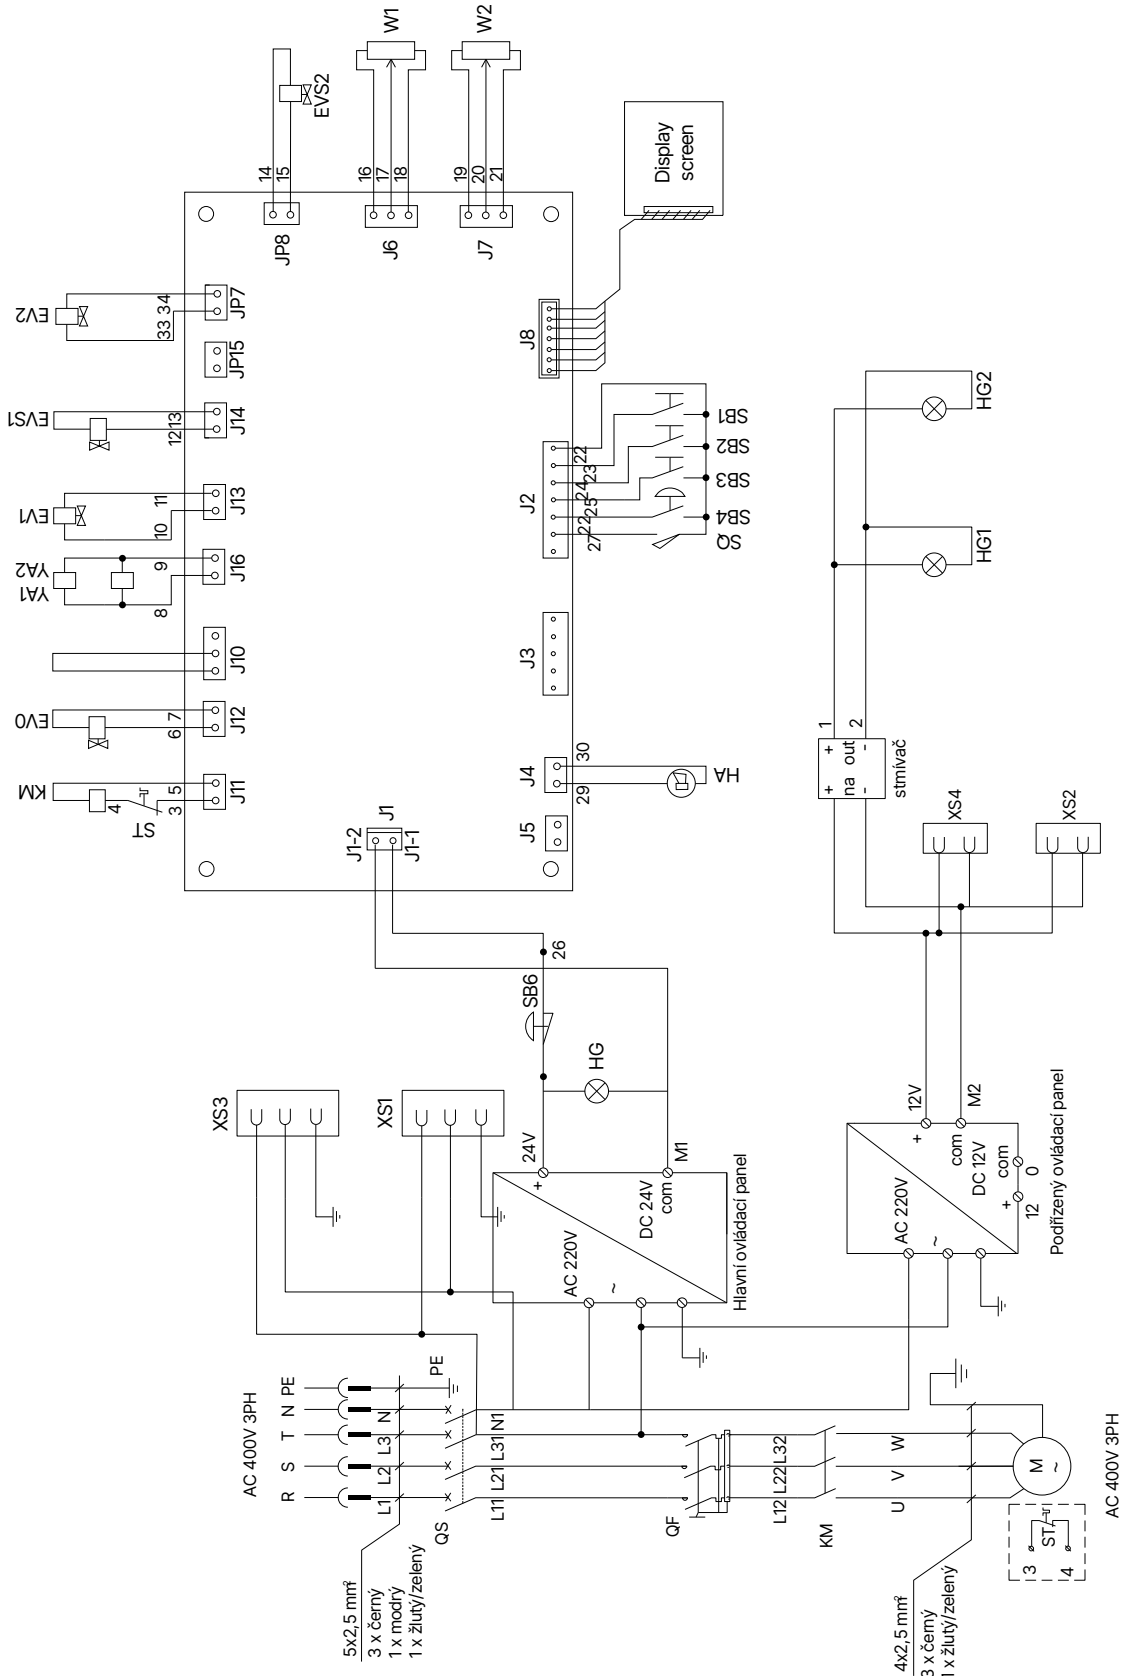 W1
W2
EVS2
14
15
16
17
18
19
20
21
JP8
J6
J7
Display
screen
EV2
33 34
JP7
JP15
EVS1
12 13
J14
EV1
10
11
J13
YA2
YA1
8
9
J16
J10
EV0
6
7
J12
KM
4
ST
3
5
J11
J8
J2
22
23
24
25
22
27
SB1
SB2
SB3
SB4
SQ
J3
J4
30
29
HA
J5
J1
J1-2
J1-1
HG2
HG1
1
2
+
+
na
out
-
-
stmívač
XS4
XS2
26
SB6
HG
XS3
XS1
24V
M1
+
DC 24V
com
AC 220V
~
Hlavní ovládací panel
12V
M2
+
com
DC 12V
com
+
0
12
AC 220V
~
Podřízený ovládací panel
AC 400V 3PH
R
S
T
N
PE
L1
L2
L3
N
PE
QS
L11
L21
L31
N1
QF
L12
L22
L32
KM
U
V
W
M
~
AC 400V 3PH
ST
3
4
5x2,5 mm²
3 x černý
1 x modrý
1 x žlutý/zelený
4x2,5 mm²
3 x černý
1 x žlutý/zelený